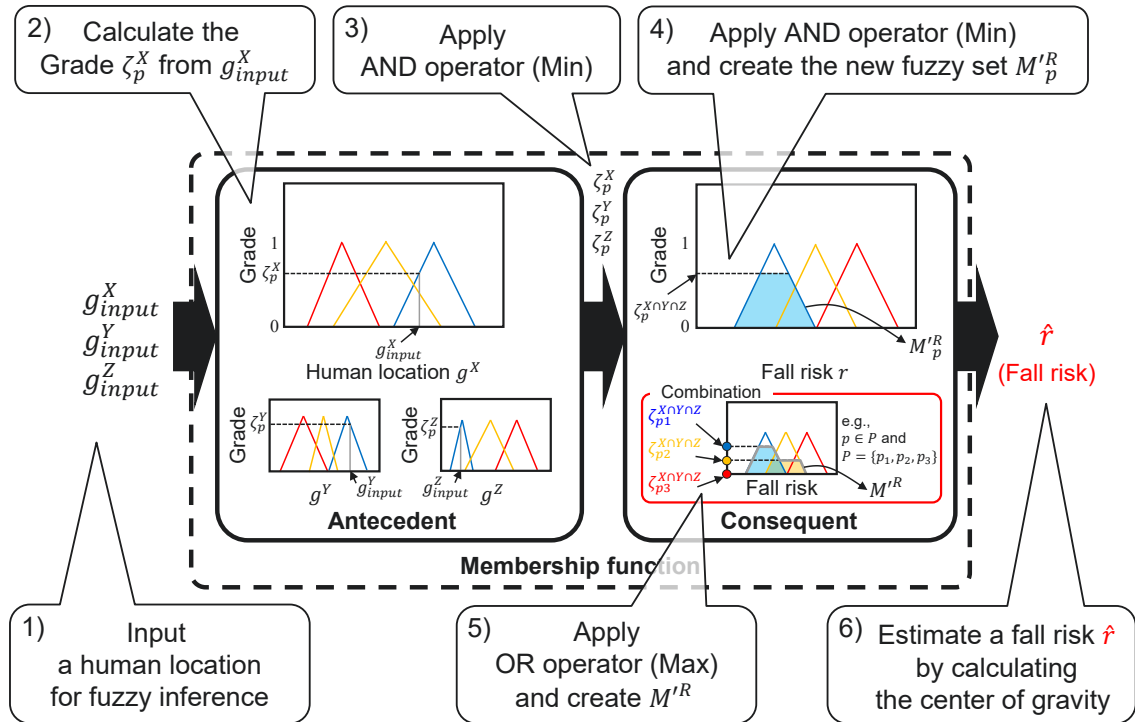 2) Calculate the
Grade ζ_p^X from g_input^X
3) Apply
AND operator (Min)
4) Apply AND operator (Min)
and create the new fuzzy set M′_p^R
g_input^X
g_input^Y
g_input^Z
Grade
1
ζ_p^X
0
g_input^X
Human location g^X
Grade
ζ_p^Y
g_input^Y
g^Y
Grade
ζ_p^Z
g_input^Z
g^Z
Antecedent
ζ_p^X
ζ_p^Y
ζ_p^Z
Grade
1
ζ_p^{X∩Y∩Z}
0
M′_p^R
Fall risk r
Combination
ζ_{p1}^{X∩Y∩Z}
ζ_{p2}^{X∩Y∩Z}
ζ_{p3}^{X∩Y∩Z}
e.g.,
p ∈ P and
P = {p₁, p₂, p₃}
Fall risk
M′^R
Consequent
Membership function
r̂
(Fall risk)
1) Input
a human location
for fuzzy inference
5) Apply
OR operator (Max)
and create M′^R
6) Estimate a fall risk r̂
by calculating
the center of gravity